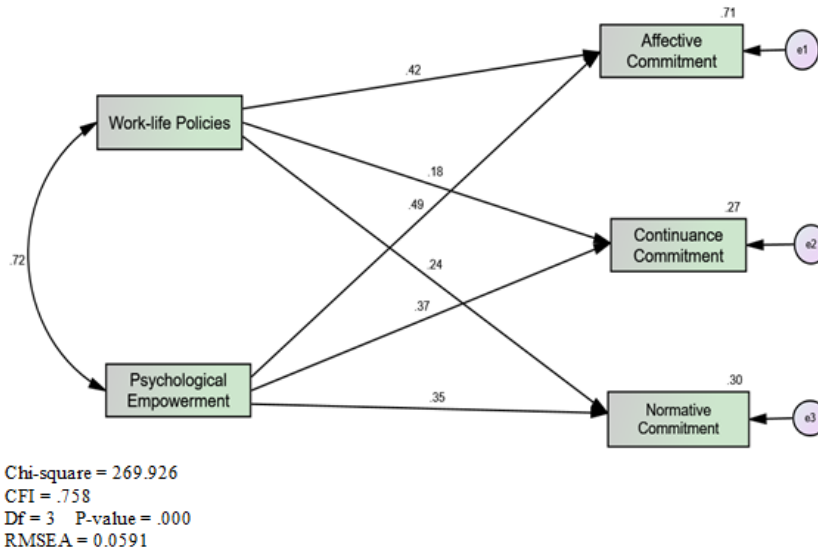 .71
Affective
Commitment
e1
.42
Work-life Policies
.18
.49
.27
Continuance
Commitment
e2
.72
.24
.37
Psychological
Empowerment
.35
.30
Normative
Commitment
e3
Chi-square = 269.926
CFI = .758
Df = 3 P-value = .000
RMSEA = 0.0591